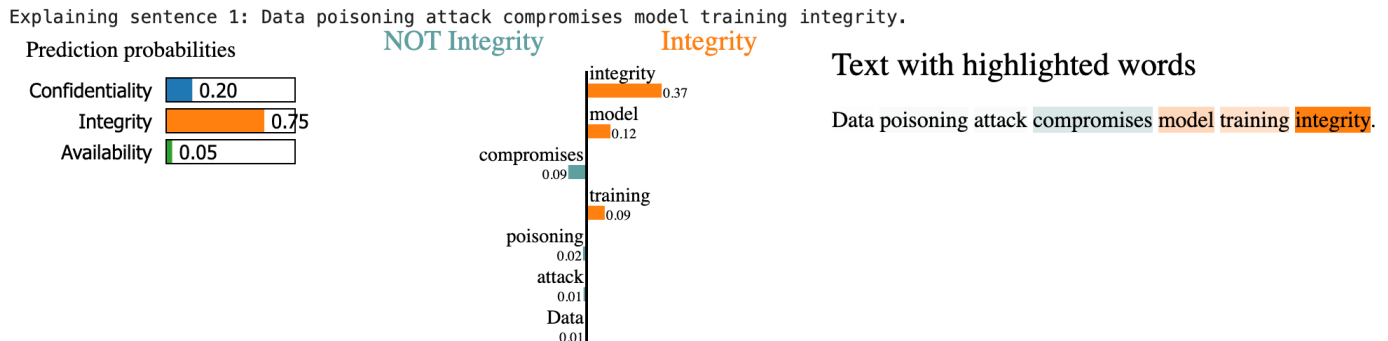 Explaining sentence 1: Data poisoning attack compromises model training integrity.
Prediction probabilities
Confidentiality 0.20
Integrity 0.75
Availability 0.05
NOT Integrity Integrity
integrity
0.37
model
0.12
compromises
0.09
training
0.09
poisoning
0.02
attack
0.01
Data
0.01
Text with highlighted words
Data poisoning attack compromises model training integrity.